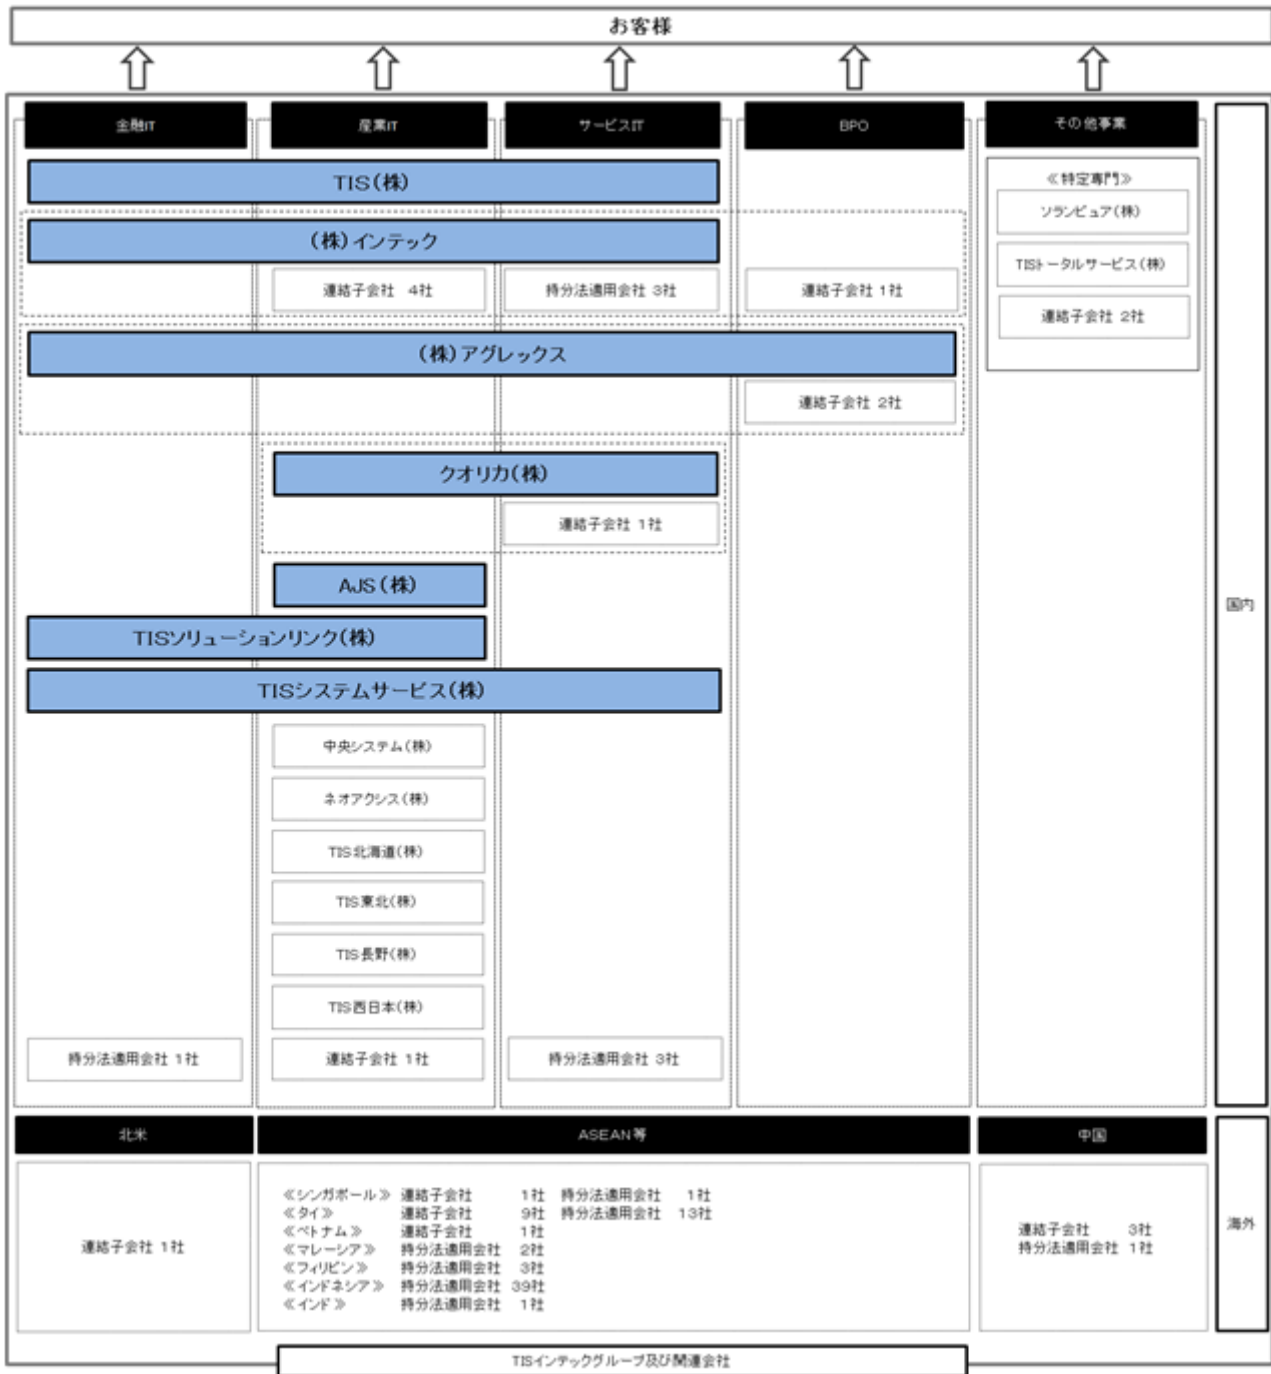 お客様
金融IT
産業IT
サービスIT
BPO
その他事業
TIS(株)
≪特定専門≫
ソランピュア(株)
(株)インテック
TISトータルサービス(株)
連結子会社 4社
持分法適用会社 3社
連結子会社 1社
連結子会社 2社
(株)アグレックス
連結子会社 2社
クオリカ(株)
連結子会社 1社
AJS(株)
国内
TISソリューションリンク(株)
TISシステムサービス(株)
中央システム(株)
ネオアクシス(株)
TIS北海道(株)
TIS東北(株)
TIS長野(株)
TIS西日本(株)
持分法適用会社 1社
連結子会社 1社
持分法適用会社 3社
北米
ASEAN等
中国
連結子会社 1社
≪シンガポール≫ 連結子会社 1社 持分法適用会社 1社
≪タイ≫ 連結子会社 9社 持分法適用会社 13社
≪ベトナム≫ 連結子会社 1社
≪マレーシア≫ 持分法適用会社 2社
≪フィリピン≫ 持分法適用会社 3社
≪インドネシア≫ 持分法適用会社 39社
≪インド≫ 持分法適用会社 1社
連結子会社 3社
持分法適用会社 1社
海外
TISインテックグループ及び関連会社